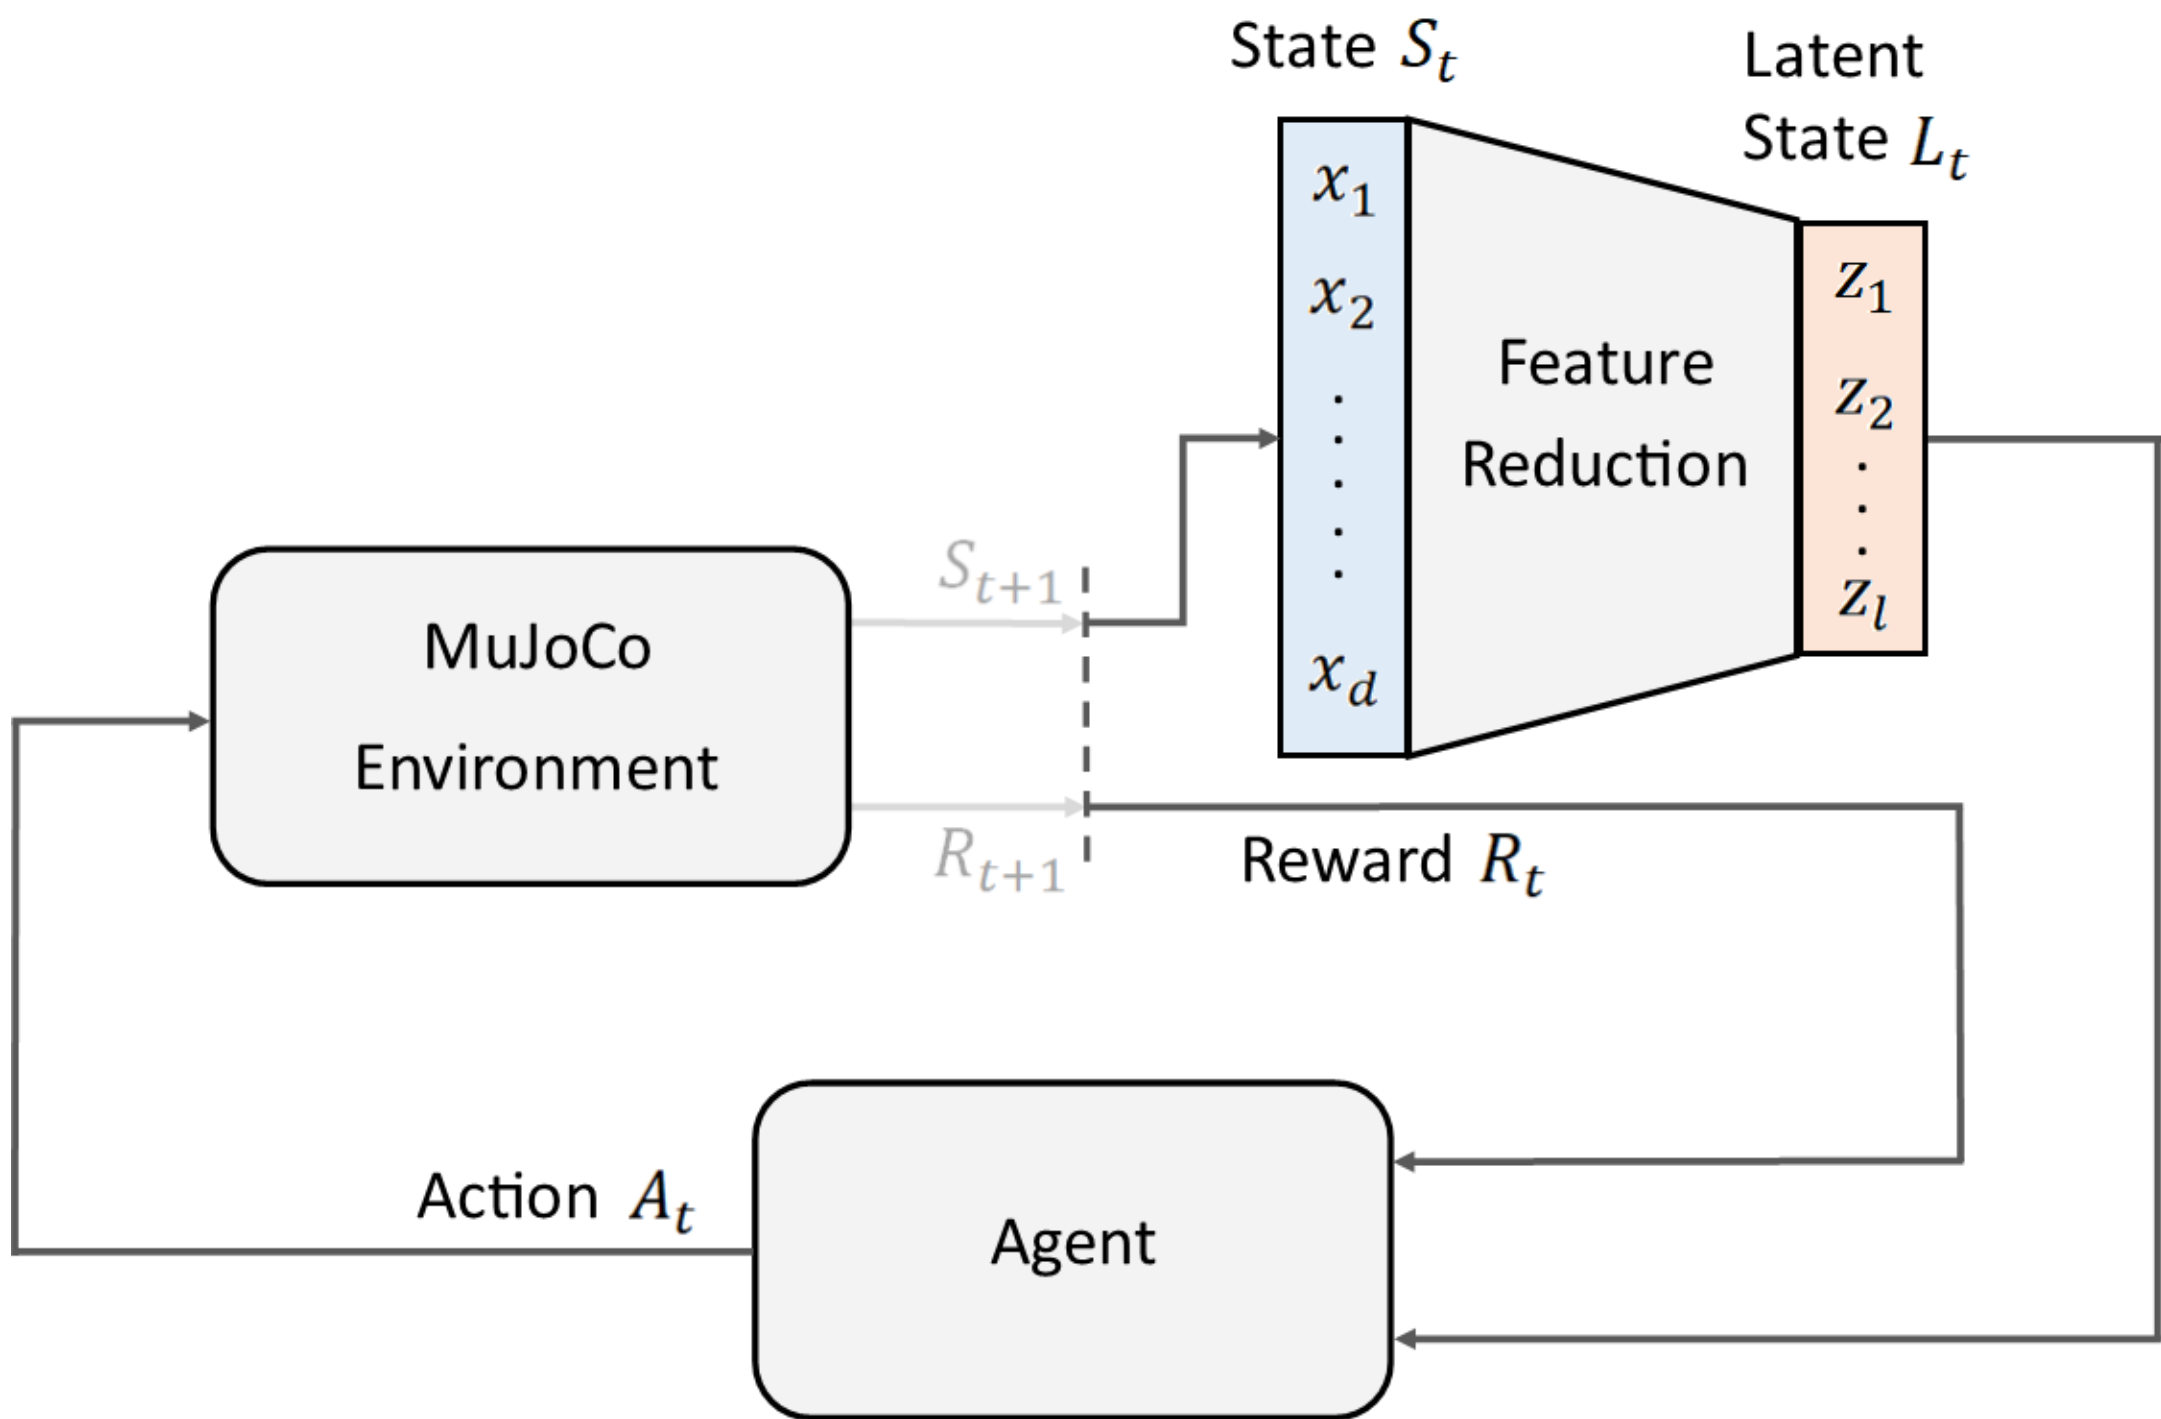 State S_t
Latent
State L_t
x_1
x_2
.
.
.
.
.
x_d
Feature
Reduction
z_1
z_2
.
.
.
z_l
MuJoCo
Environment
S_{t+1}
R_{t+1}
Reward R_t
Action A_t
Agent